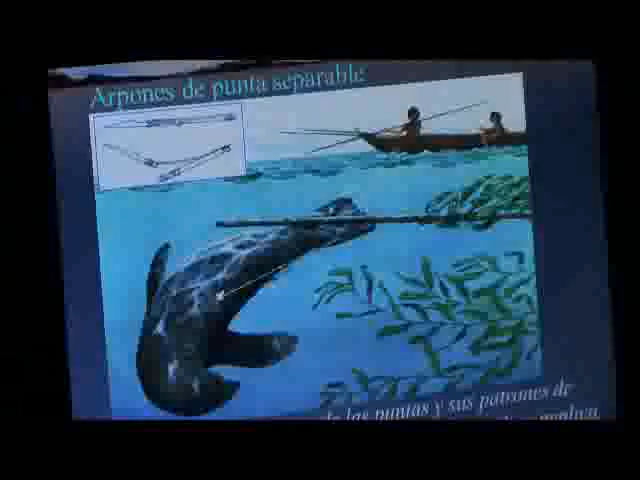 Arpones de punta separable
de las puntas y sus patrones de